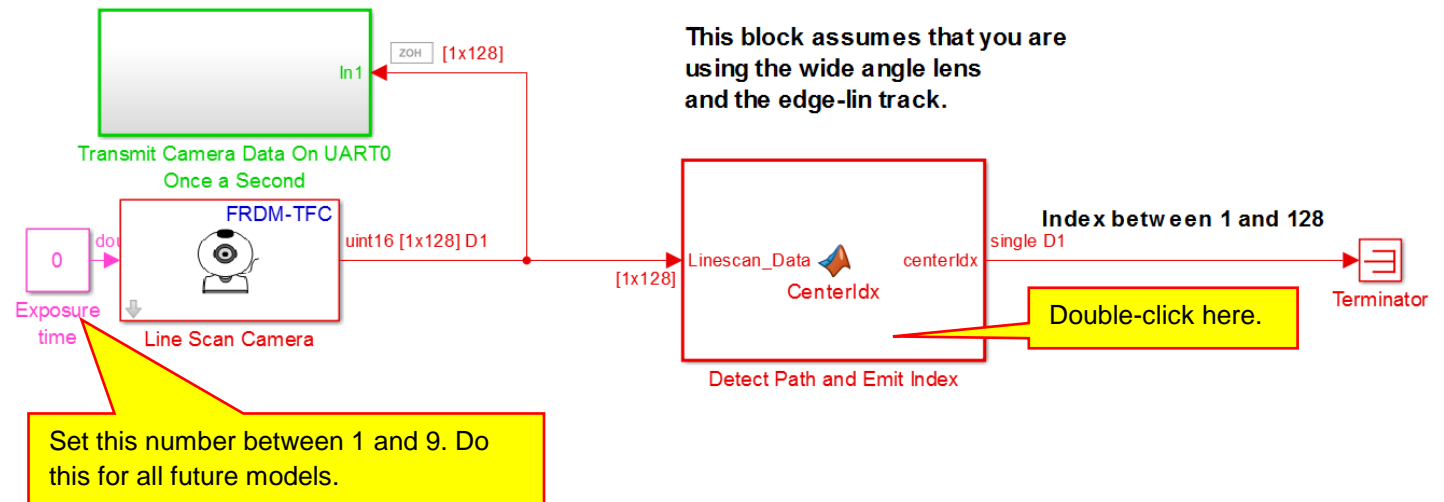 ZOH [1x128]
In1
Transmit Camera Data On UART0
Once a Second
This block assumes that you are
using the wide angle lens
and the edge-lin track.
0
Exposure
time
dou
FRDM-TFC
Line Scan Camera
uint16 [1x128] D1
[1x128]
Linescan_Data
CenterIdx
centerIdx
Detect Path and Emit Index
Index between 1 and 128
single D1
Terminator
Double-click here.
Set this number between 1 and 9. Do
this for all future models.